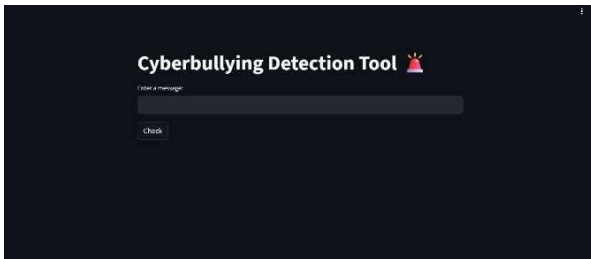 Cyberbullying Detection Tool 🚨
Enter a message:
Check